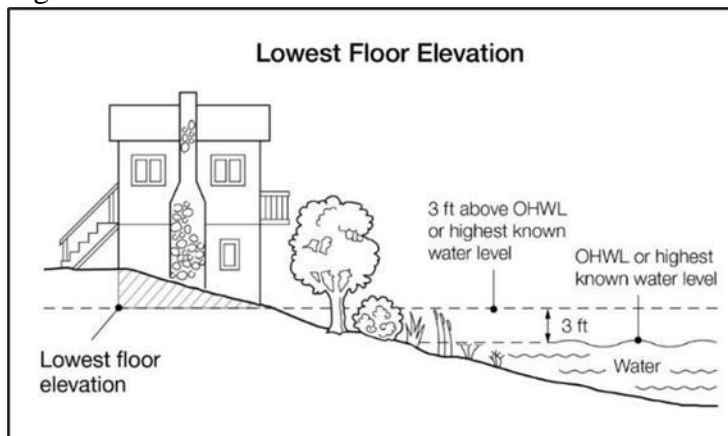 Lowest Floor Elevation
3 ft above OHWL
or highest known
water level
OHWL or highest
known water level
3 ft
Water
Lowest floor
elevation